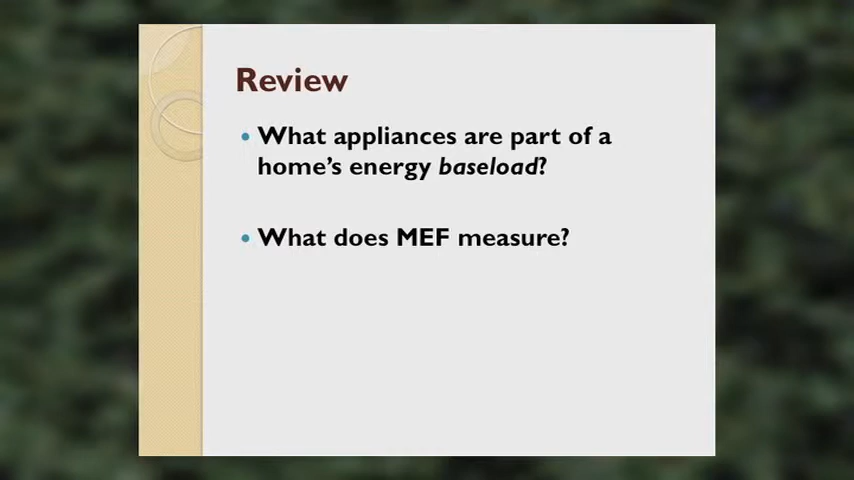 Review
• What appliances are part of a
home's energy baseload?
• What does MEF measure?